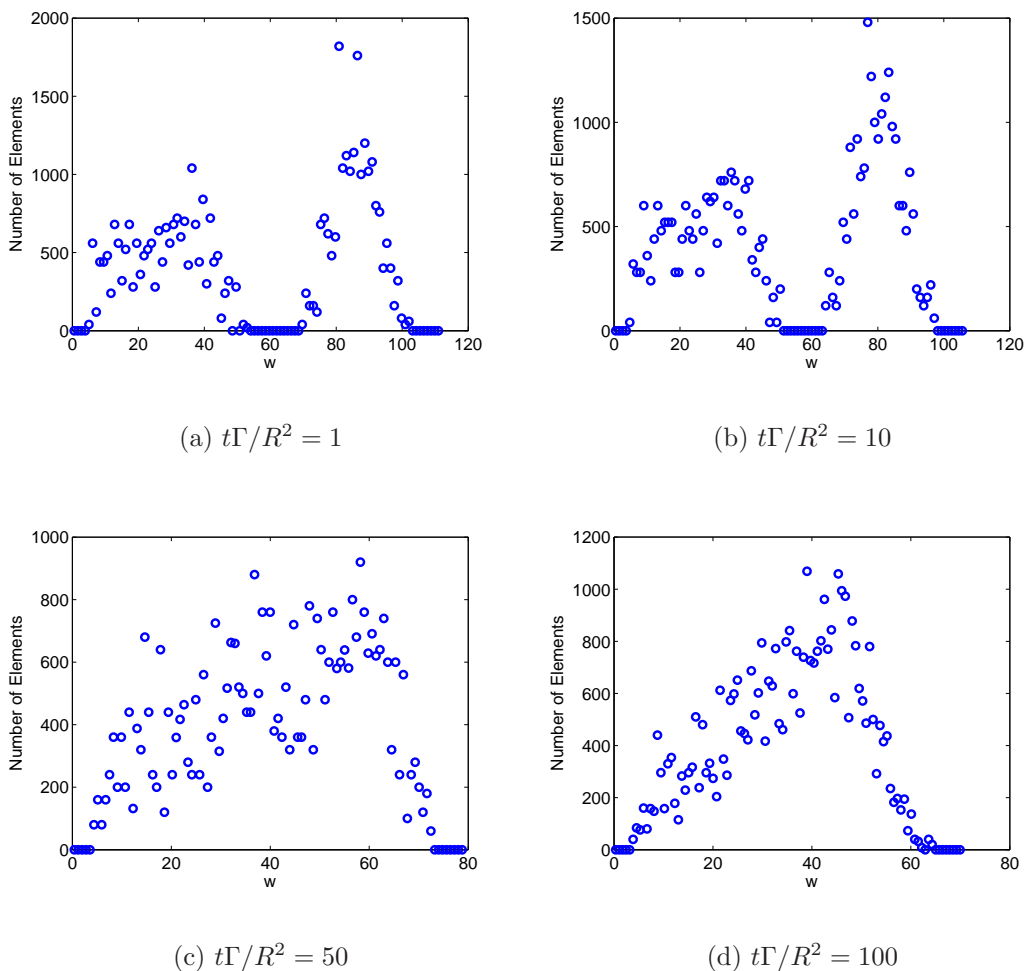 2000
1500
1000
500
0
0 20 40 60 80 100 120
Number of Elements
w
(a) tΓ/R² = 1
1500
1000
500
0
0 20 40 60 80 100 120
Number of Elements
w
(b) tΓ/R² = 10
1000
800
600
400
200
0
0 20 40 60 80
Number of Elements
w
(c) tΓ/R² = 50
1200
1000
800
600
400
200
0
0 20 40 60 80
Number of Elements
w
(d) tΓ/R² = 100